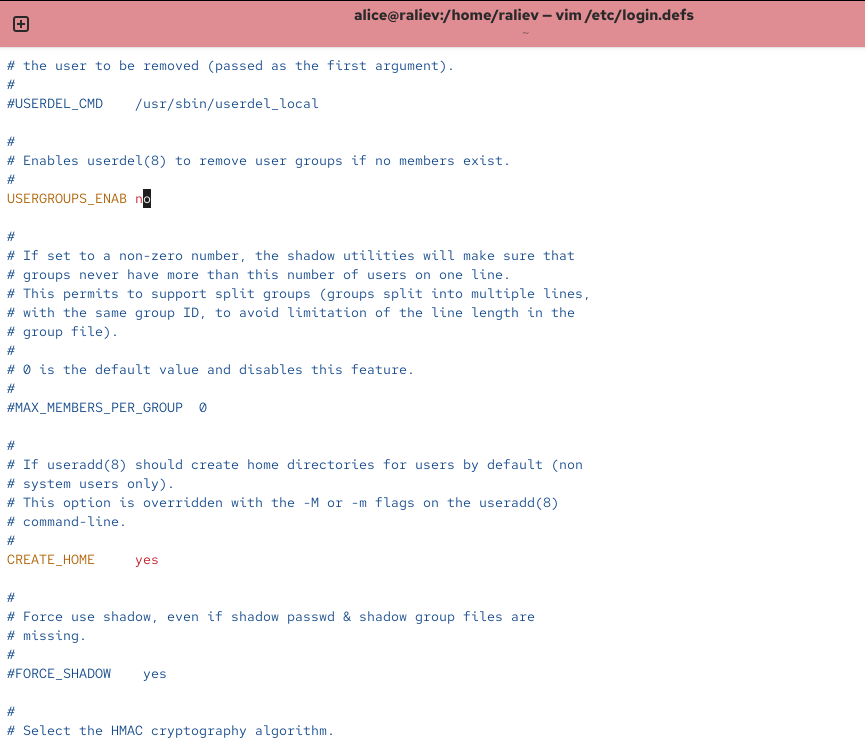 alice@raliev:/home/raliev — vim /etc/login.defs
~
# the user to be removed (passed as the first argument).
#
#USERDEL_CMD    /usr/sbin/userdel_local
#
# Enables userdel(8) to remove user groups if no members exist.
#
USERGROUPS_ENAB no
#
# If set to a non-zero number, the shadow utilities will make sure that
# groups never have more than this number of users on one line.
# This permits to support split groups (groups split into multiple lines,
# with the same group ID, to avoid limitation of the line length in the
# group file).
#
# 0 is the default value and disables this feature.
#
#MAX_MEMBERS_PER_GROUP  0
#
# If useradd(8) should create home directories for users by default (non
# system users only).
# This option is overridden with the -M or -m flags on the useradd(8)
# command-line.
#
CREATE_HOME     yes
#
# Force use shadow, even if shadow passwd & shadow group files are
# missing.
#
#FORCE_SHADOW    yes
#
# Select the HMAC cryptography algorithm.